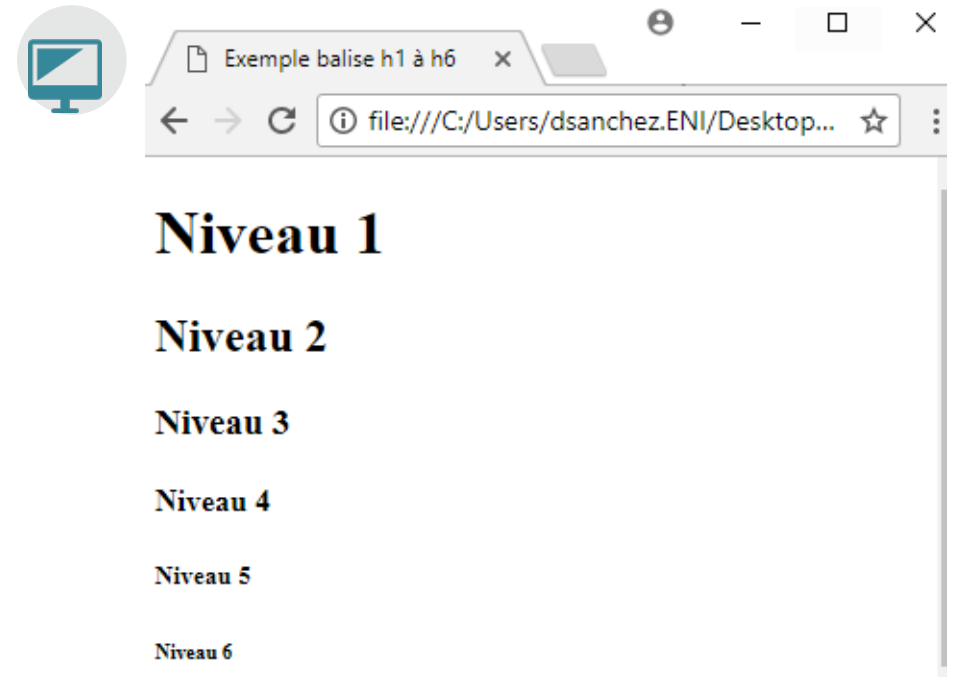 Exemple balise h1 à h6
file:///C:/Users/dsanchez.ENI/Desktop...
Niveau 1
Niveau 2
Niveau 3
Niveau 4
Niveau 5
Niveau 6